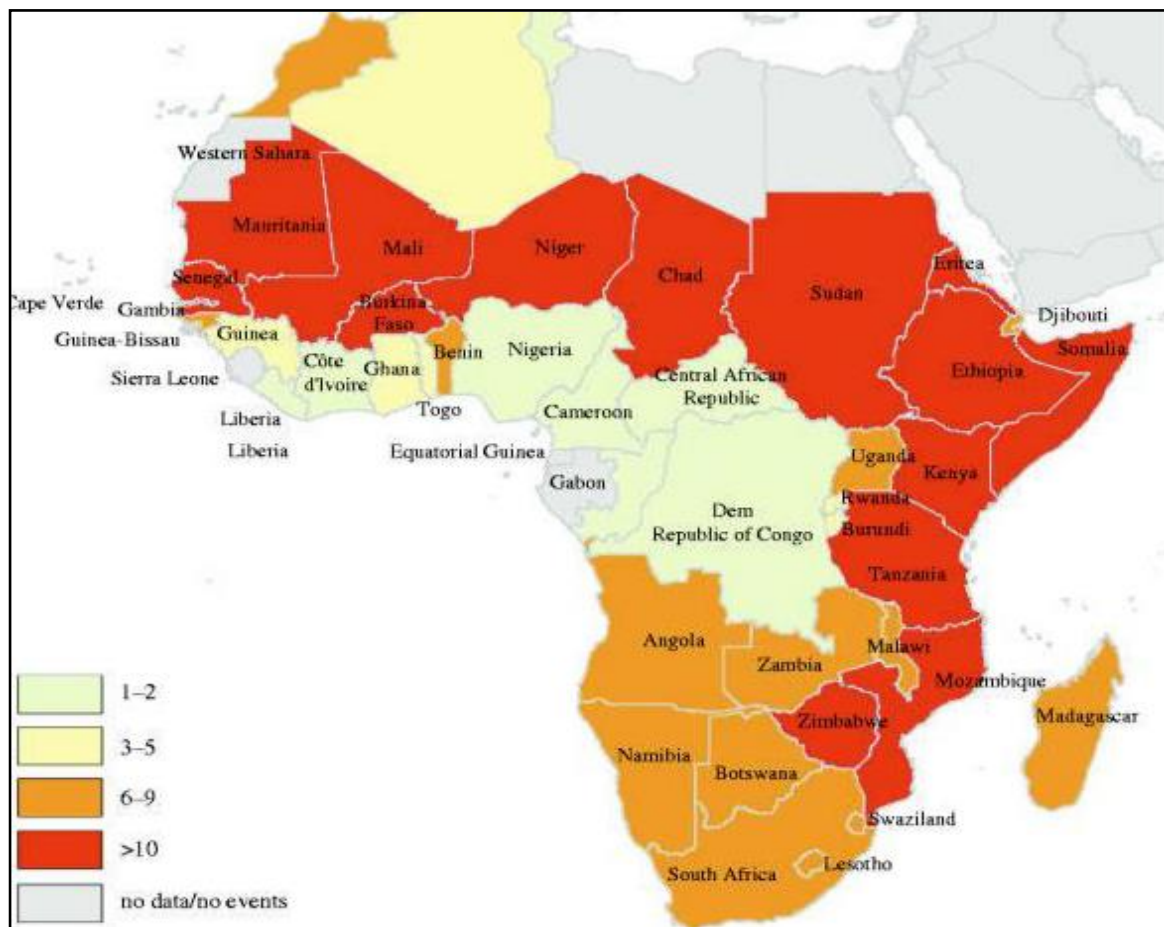 Western Sahara
Mauritania
Mali
Niger
Chad
Sudan
Eritea
Senegal
Cape Verde
Gambia
Burkina
Faso
Djibouti
Guinea-Bissau
Guinea
Benin
Nigeria
Somalia
Ethiopia
Côte
d'Ivoire
Ghana
Sierra Leone
Central African
Republic
Togo
Cameroon
Liberia
Liberia
Equatorial Guinea
Uganda
Kenya
Gabon
Rwanda
Dem
Republic of Congo
Burundi
Tanzania
Angola
Malawi
Zambia
Mozambique
Madagascar
Zimbabwe
Namibia
Botswana
Swaziland
Lesotho
South Africa
1–2
3–5
6–9
>10
no data/no events